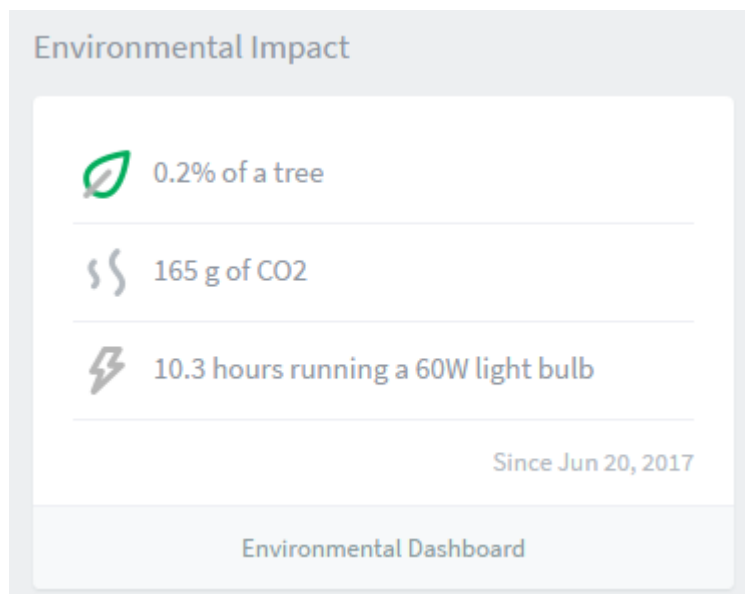 Environmental Impact
0.2% of a tree
165 g of CO2
10.3 hours running a 60W light bulb
Since Jun 20, 2017
Environmental Dashboard